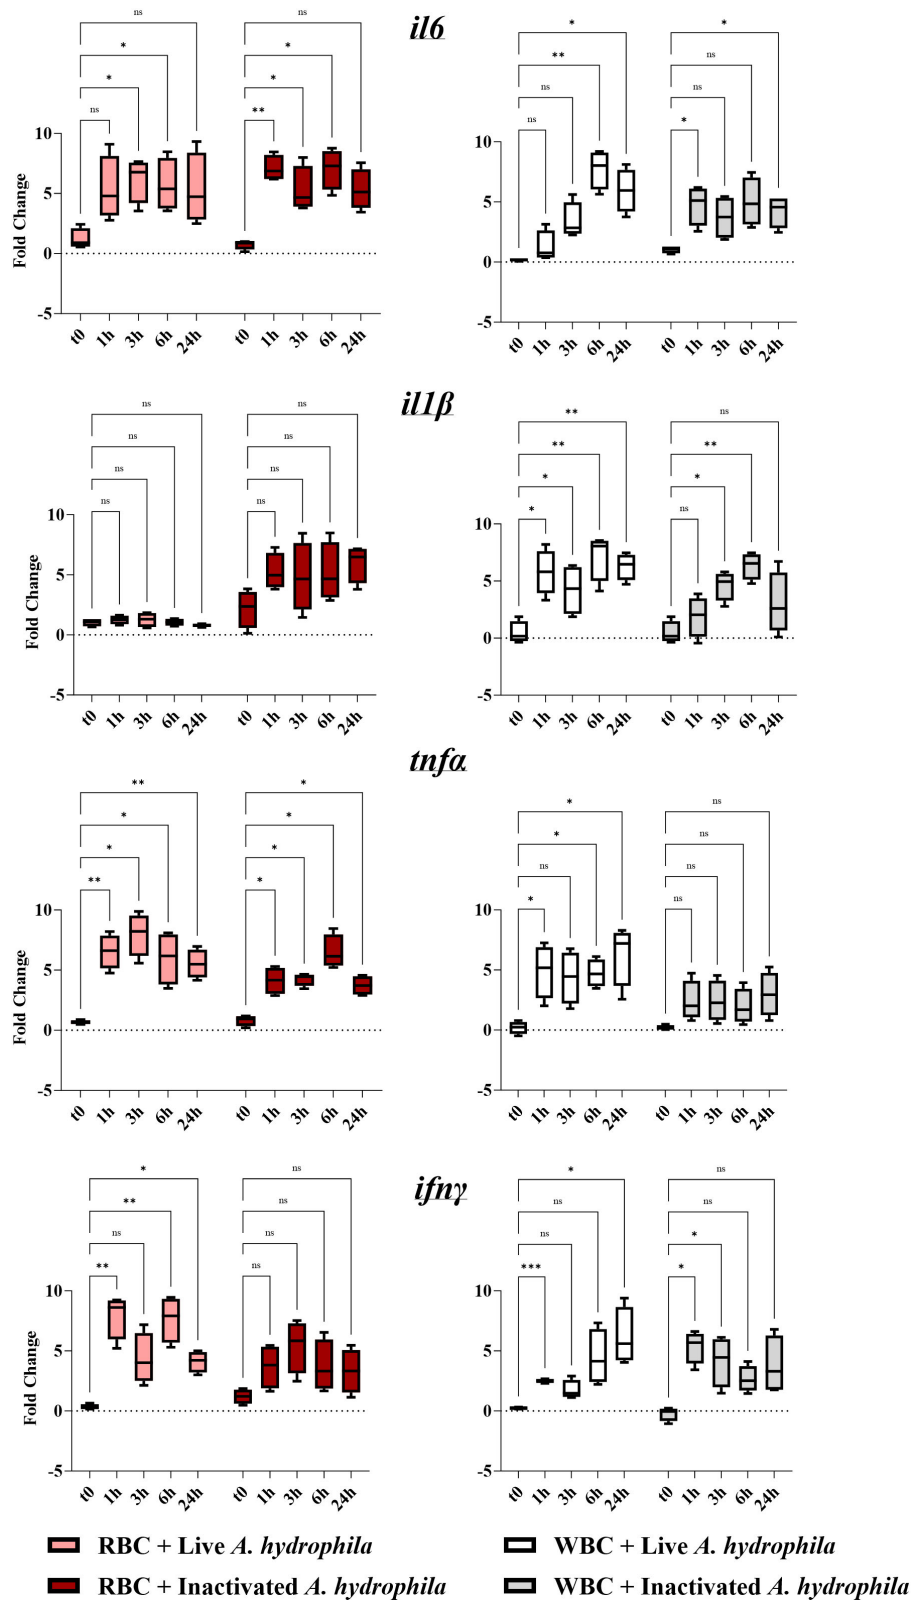 il6
ns
*
*
ns
ns
*
*
**
10
5
0
-5
Fold Change
t0 1h 3h 6h 24h t0 1h 3h 6h 24h
*
**
ns
ns
*
ns
ns
*
10
5
0
-5
t0 1h 3h 6h 24h t0 1h 3h 6h 24h
il1β
ns
ns
ns
ns
ns
ns
ns
ns
10
5
0
-5
Fold Change
t0 1h 3h 6h 24h t0 1h 3h 6h 24h
**
**
*
*
ns
**
*
ns
10
5
0
-5
t0 1h 3h 6h 24h t0 1h 3h 6h 24h
tnfα
**
*
*
**
*
*
*
*
10
5
0
-5
Fold Change
t0 1h 3h 6h 24h t0 1h 3h 6h 24h
*
*
ns
*
ns
ns
ns
ns
10
5
0
-5
t0 1h 3h 6h 24h t0 1h 3h 6h 24h
ifnγ
*
**
ns
**
ns
ns
ns
ns
10
5
0
-5
Fold Change
t0 1h 3h 6h 24h t0 1h 3h 6h 24h
*
ns
ns
***
ns
ns
*
*
10
5
0
-5
t0 1h 3h 6h 24h t0 1h 3h 6h 24h
RBC + Live A. hydrophila
RBC + Inactivated A. hydrophila
WBC + Live A. hydrophila
WBC + Inactivated A. hydrophila